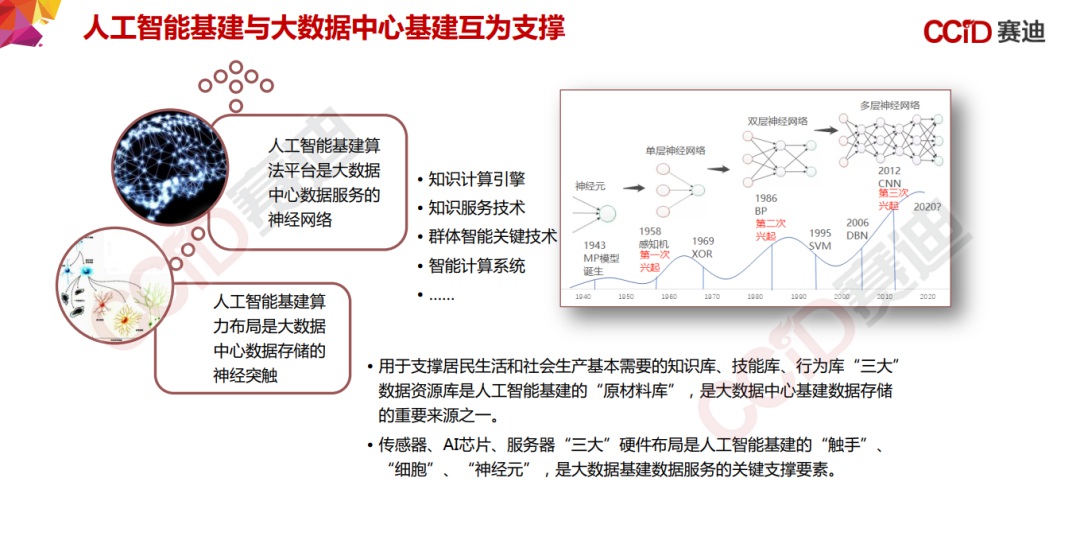 人工智能基建与大数据中心基建互为支撑
CCiD 赛迪
人工智能基建算
法平台是大数据
中心数据服务的
神经网络
人工智能基建算
力布局是大数据
中心数据存储的
神经突触
• 知识计算引擎
• 知识服务技术
• 群体智能关键技术
• 智能计算系统
• ……
神经元
单层神经网络
双层神经网络
多层神经网络
1943
MP模型
诞生
1958
感知机
第一次
兴起
1969
XOR
1986
BP
第二次
兴起
1995
SVM
2006
DBN
2012
CNN
第三次
兴起
2020?
1940 1950 1960 1970 1980 1990 2000 2010 2020
• 用于支撑居民生活和社会生产基本需要的知识库、技能库、行为库“三大”
数据资源库是人工智能基建的“原材料库”，是大数据中心基建数据存储
的重要来源之一。
• 传感器、AI芯片、服务器“三大”硬件布局是人工智能基建的“触手”、
“细胞”、“神经元”，是大数据基建数据服务的关键支撑要素。
CCiD赛迪
CCiD赛迪